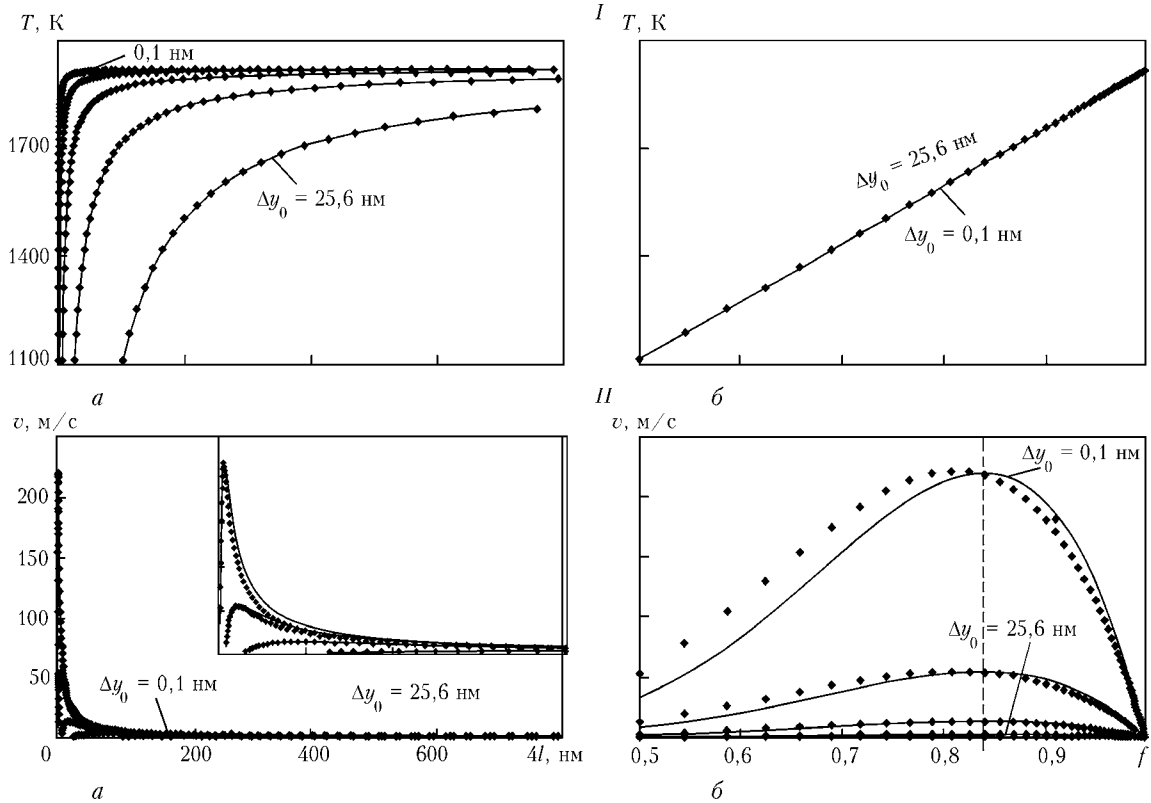 T, К
I
T, К
0,1 нм
1700
1400
1100
Δy0 = 25,6 нм
Δy0 = 25,6 нм
Δy0 = 0,1 нм
а
II
б
v, м/с
v, м/с
200
150
100
50
Δy0 = 0,1 нм
Δy0 = 25,6 нм
Δy0 = 0,1 нм
Δy0 = 25,6 нм
0
200
400
600
4l, нм
0,5
0,6
0,7
0,8
0,9
f
а
б